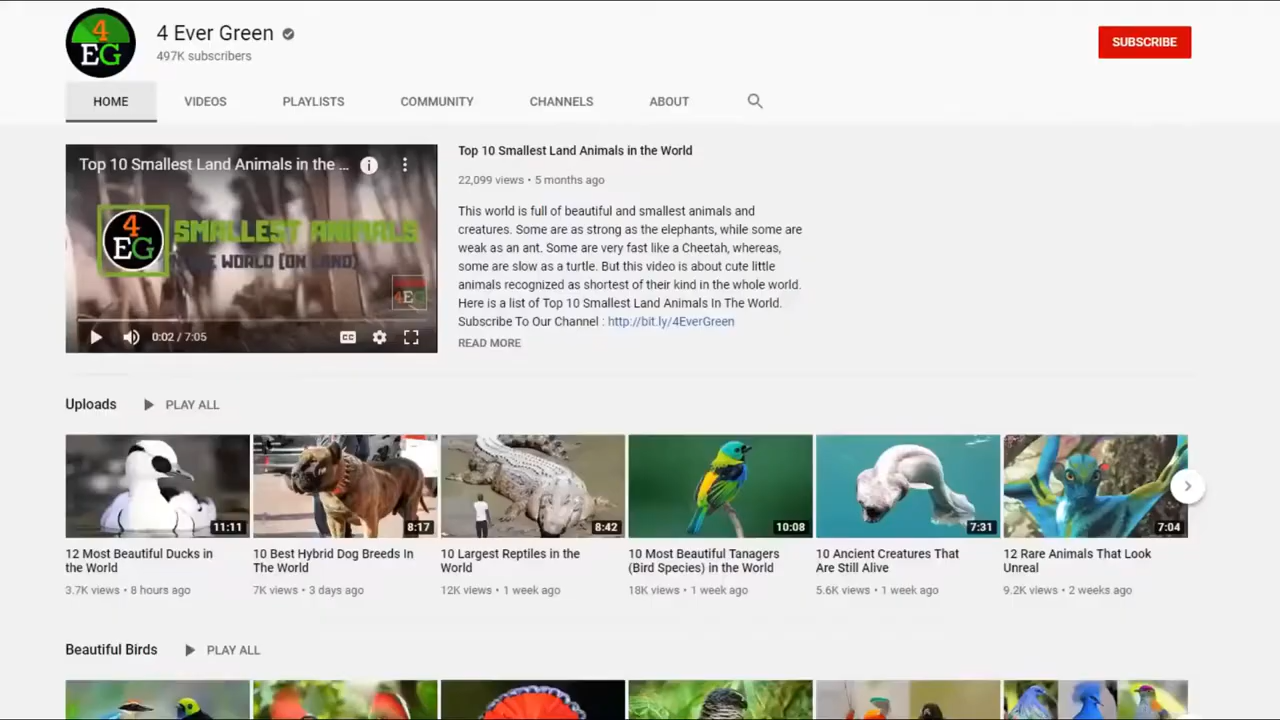 4
EG
4 Ever Green
497K subscribers
SUBSCRIBE
HOME
VIDEOS
PLAYLISTS
COMMUNITY
CHANNELS
ABOUT
Top 10 Smallest Land Animals in the ...
4
EG
SMALLEST ANIMALS
THE WORLD (ON LAND)
4EG
0:02 / 7:05
CC
Top 10 Smallest Land Animals in the World
22,099 views • 5 months ago
This world is full of beautiful and smallest animals and
creatures. Some are as strong as the elephants, while some are
weak as an ant. Some are very fast like a Cheetah, whereas,
some are slow as a turtle. But this video is about cute little
animals recognized as shortest of their kind in the whole world.
Here is a list of Top 10 Smallest Land Animals In The World.
Subscribe To Our Channel : http://bit.ly/4EverGreen
READ MORE
Uploads
PLAY ALL
11:11
12 Most Beautiful Ducks in
the World
3.7K views • 8 hours ago
8:17
10 Best Hybrid Dog Breeds In
The World
7K views • 3 days ago
8:42
10 Largest Reptiles in the
World
12K views • 1 week ago
10:08
10 Most Beautiful Tanagers
(Bird Species) in the World
18K views • 1 week ago
7:31
10 Ancient Creatures That
Are Still Alive
5.6K views • 1 week ago
7:04
12 Rare Animals That Look
Unreal
9.2K views • 2 weeks ago
Beautiful Birds
PLAY ALL